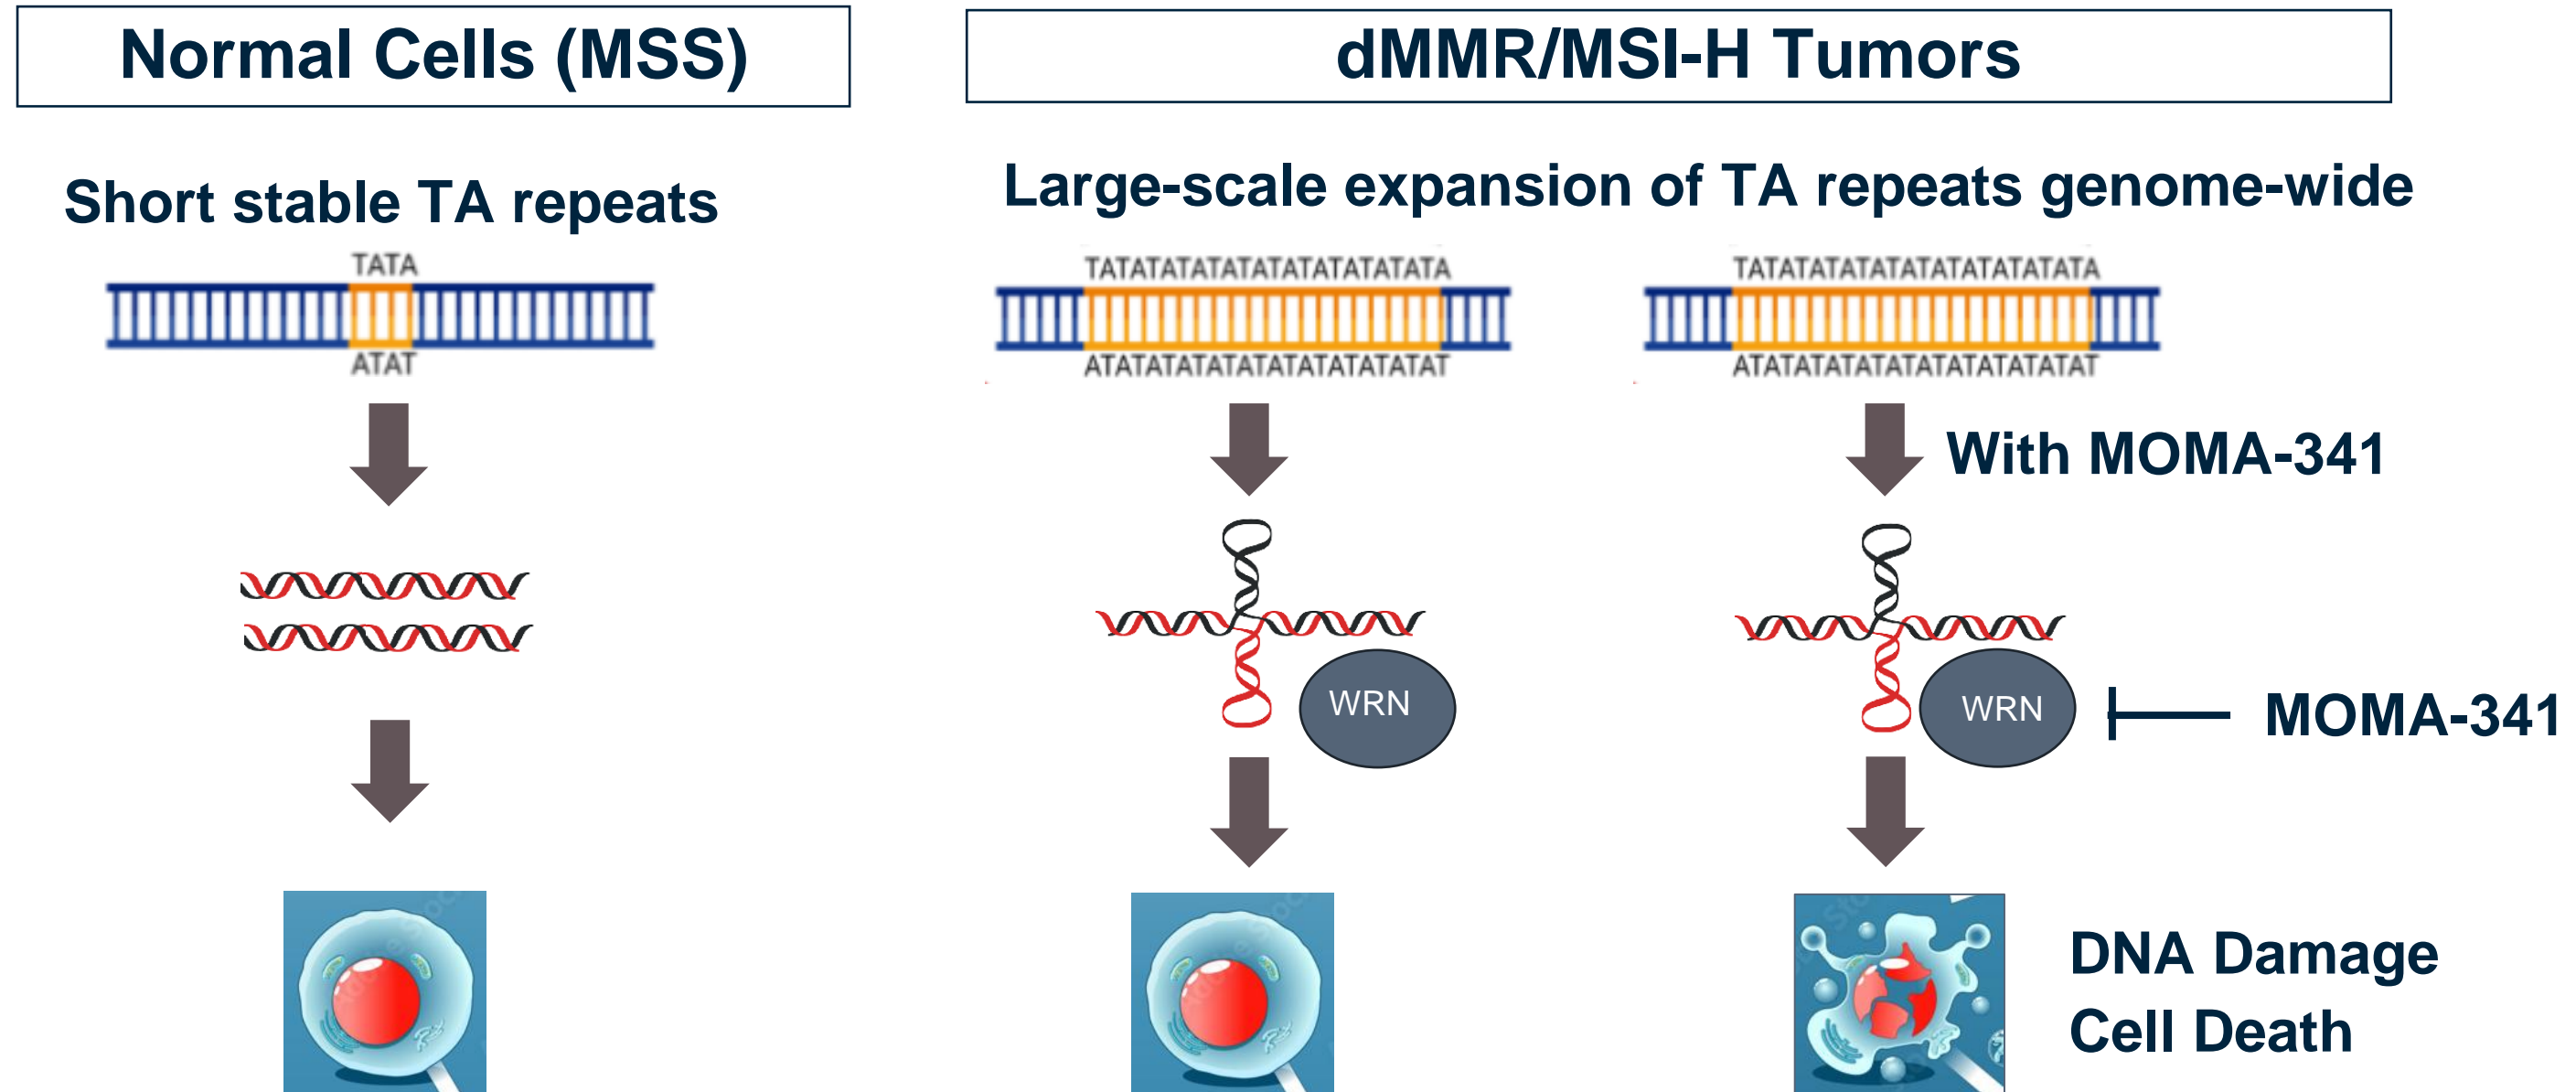 Normal Cells (MSS)
Short stable TA repeats
TATA
ATAT
dMMR/MSI-H Tumors
Large-scale expansion of TA repeats genome-wide
TATATATATATATATATATATATA
ATATATATATATATATATATATAT
TATATATATATATATATATATATA
ATATATATATATATATATATATAT
With MOMA-341
WRN
WRN
MOMA-341
DNA Damage
Cell Death